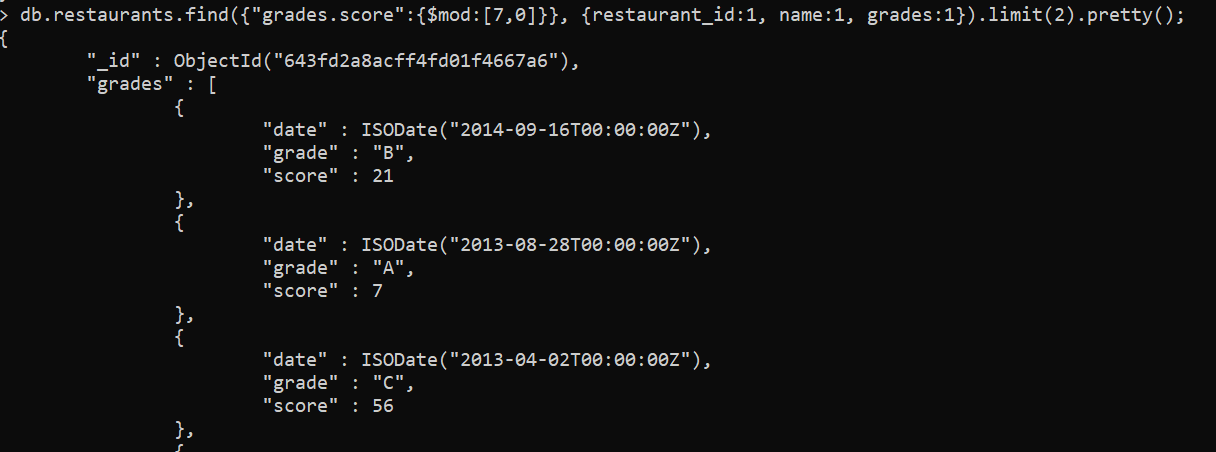 > db.restaurants.find({"grades.score":{$mod:[7,0]}}, {restaurant_id:1, name:1, grades:1}).limit(2).pretty();
{
"_id" : ObjectId("643fd2a8acff4fd01f4667a6"),
"grades" : [
{
"date" : ISODate("2014-09-16T00:00:00Z"),
"grade" : "B",
"score" : 21
},
{
"date" : ISODate("2013-08-28T00:00:00Z"),
"grade" : "A",
"score" : 7
},
{
"date" : ISODate("2013-04-02T00:00:00Z"),
"grade" : "C",
"score" : 56
},
{